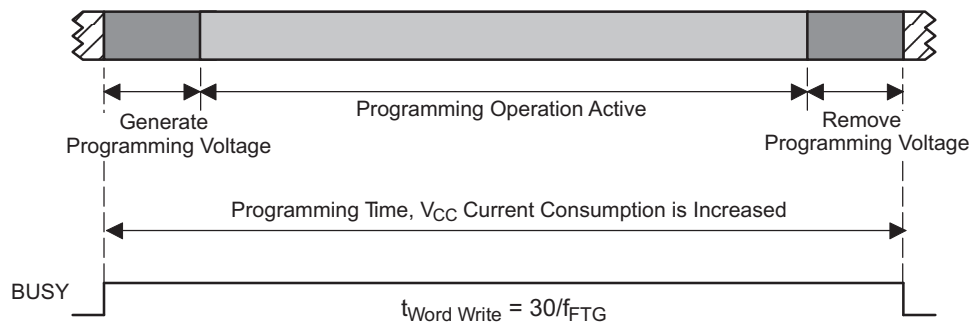 Programming Operation Active
Generate
Programming Voltage
Remove
Programming Voltage
Programming Time, VCC Current Consumption is Increased
BUSY
tWord Write = 30/fFTG